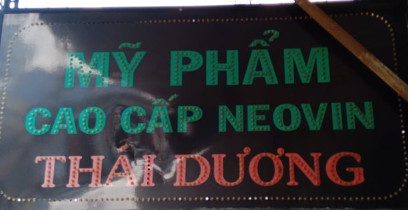 MỸ PHẨM
CAO CẤP NEOVIN
THÁI DƯƠNG